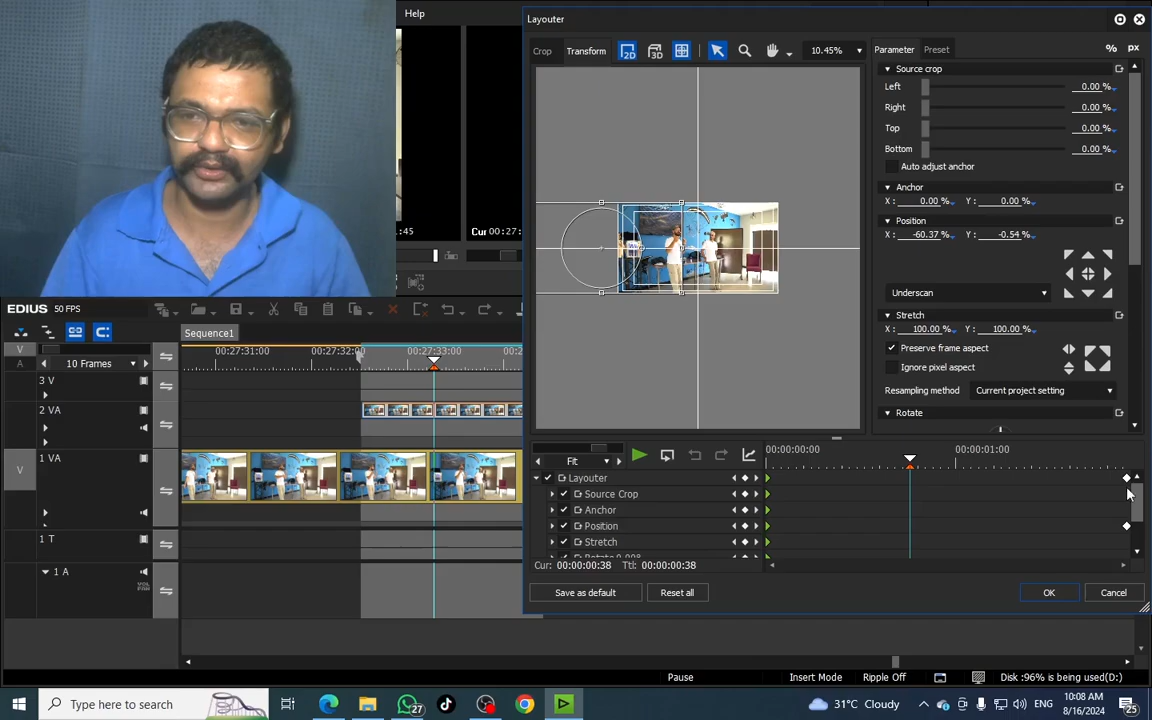 Help
Layouter
Crop
Transform
2D
3D
10.45%
Parameter
Preset
%
px
Source crop
Left
0.00 %
Right
0.00 %
Top
0.00 %
Bottom
0.00 %
Auto adjust anchor
Anchor
X :
0.00 %
Y :
0.00 %
Position
X :
-60.37 %
Y :
-0.54 %
Underscan
Stretch
X :
100.00 %
Y :
100.00 %
Preserve frame aspect
Ignore pixel aspect
Resampling method
Current project setting
Rotate
:45
Cur 00:27:
EDIUS
50 FPS
Sequence1
V
A
10 Frames
00:27:31:00
00:27:32:00
00:27:33:00
3 V
2 VA
V
1 VA
1 T
1 A
VOL
PAN
Fit
00:00:00:00
00:00:01:00
Layouter
Source Crop
Anchor
Position
Stretch
Cur: 00:00:00:38
Ttl: 00:00:00:38
Save as default
Reset all
OK
Cancel
Pause
Insert Mode
Ripple Off
Disk :96% is being used(D:)
Type here to search
27
31°C Cloudy
ENG
10:08 AM
8/16/2024
25